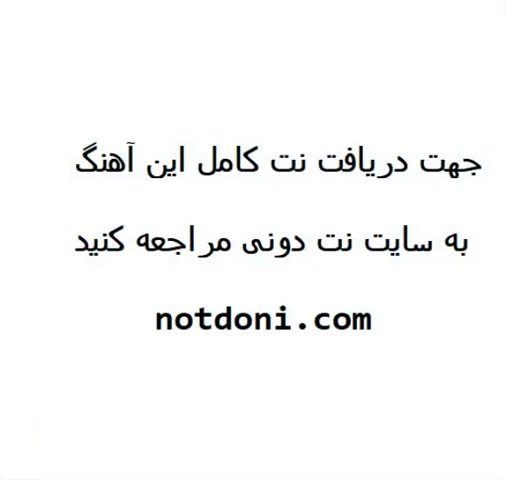 جهت دریافت نت کامل این آهنگ
به سایت نت دونی مراجعه کنید
notdoni.com